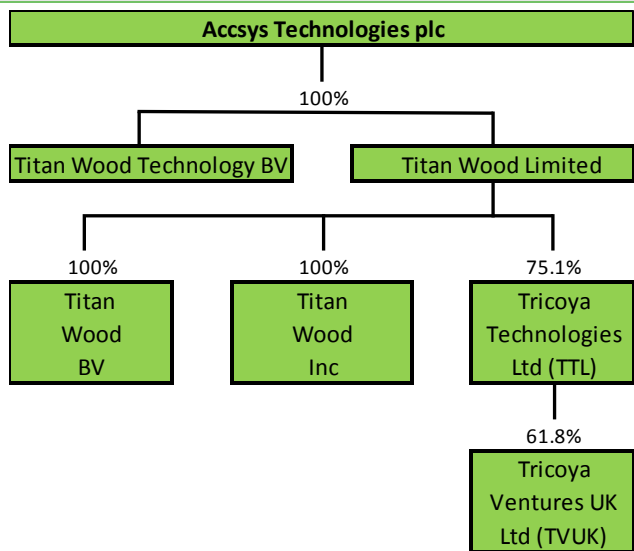 Accsys Technologies plc
100%
Titan Wood Technology BV
Titan Wood Limited
100%
100%
75.1%
Titan
Wood
BV
Titan
Wood
Inc
Tricoya
Technologies
Ltd (TTL)
61.8%
Tricoya
Ventures UK
Ltd (TVUK)